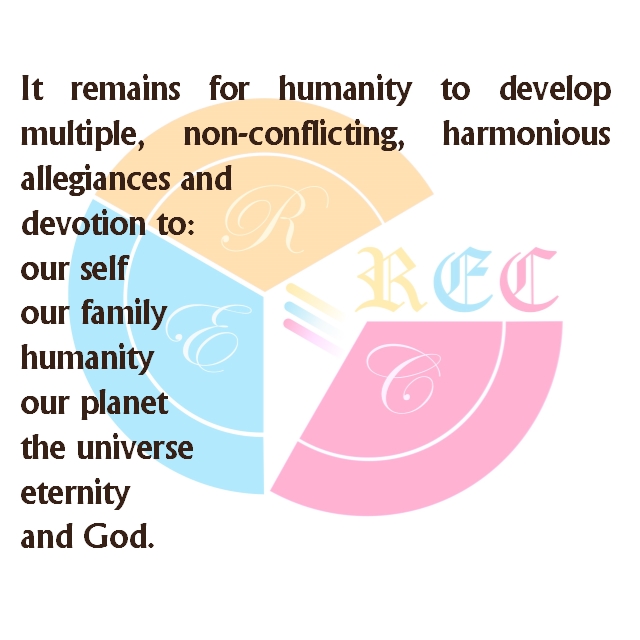 It remains for humanity to develop
multiple, non-conflicting, harmonious
allegiances and
devotion to:
our self
our family
humanity
our planet
the universe
eternity
and God.
R
E
C
REC